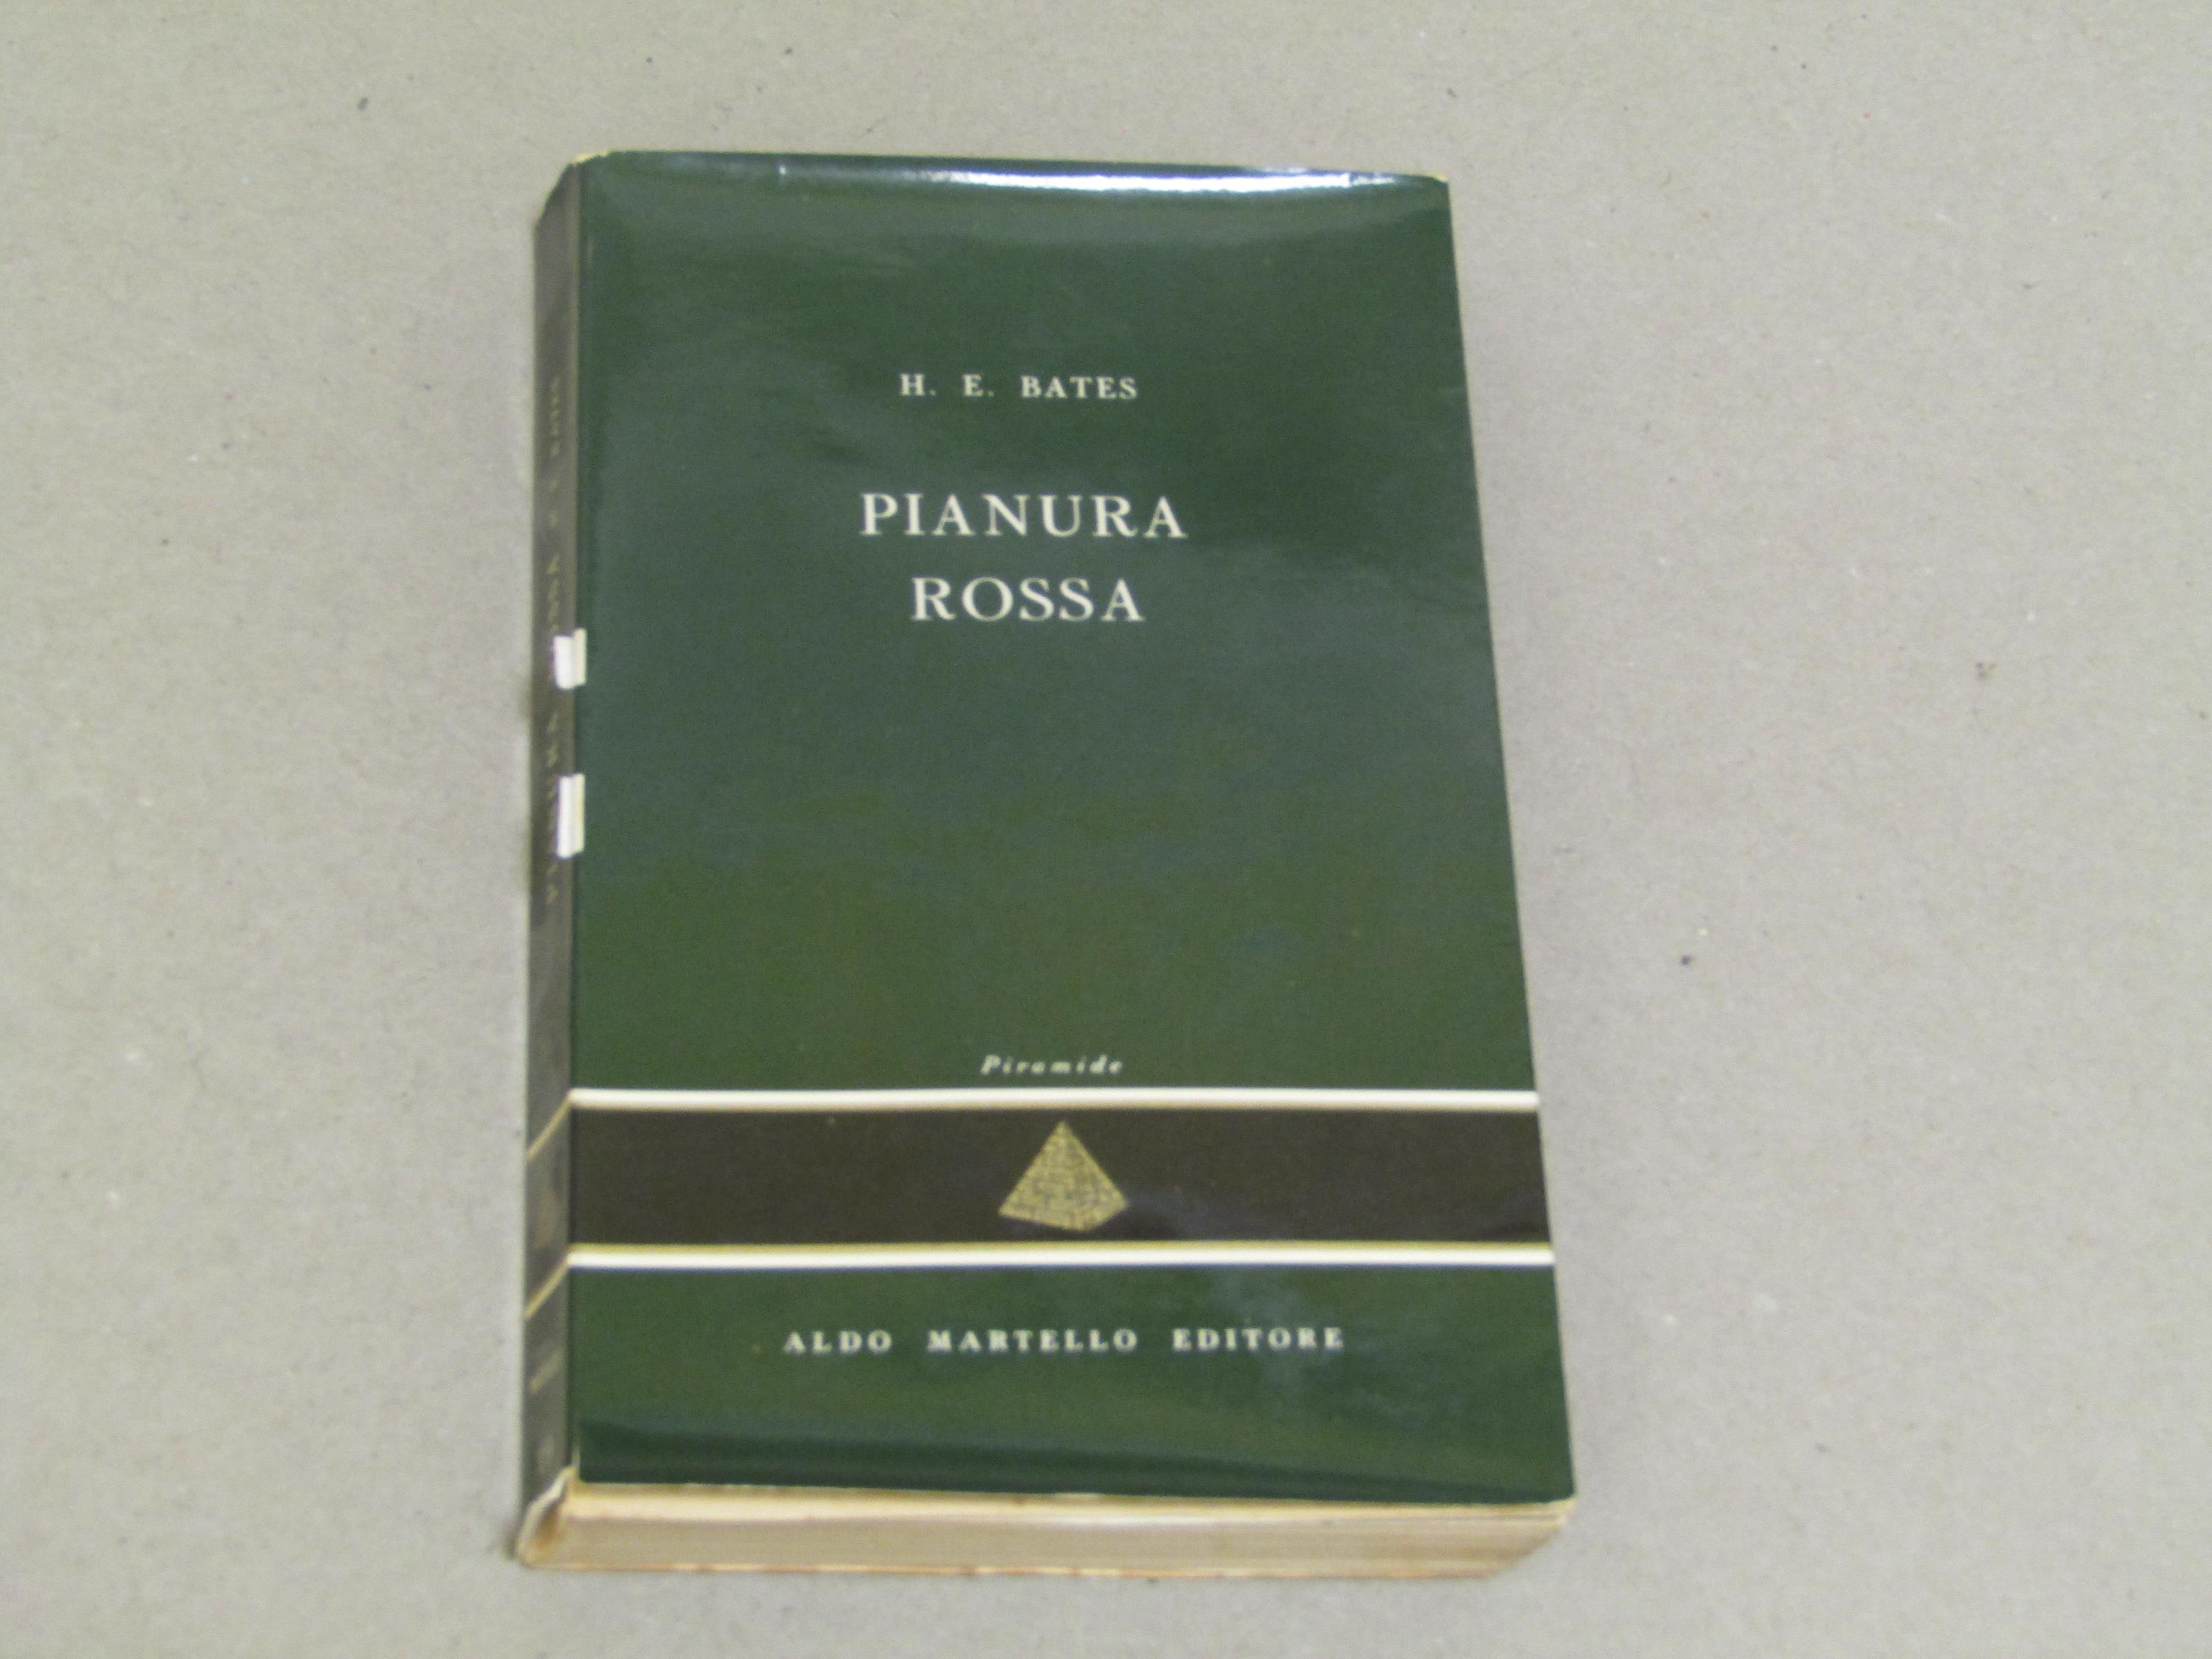 H. E. BATES
PIANURA
ROSSA
Piramide
ALDO MARTELLO EDITORE